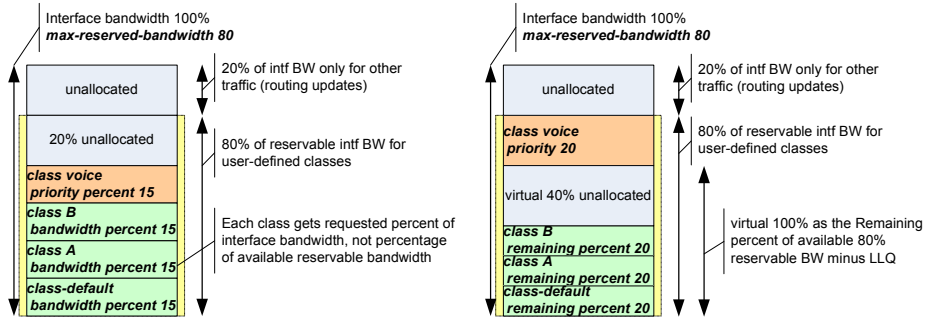 Interface bandwidth 100%
max-reserved-bandwidth 80
unallocated
20% of intf BW only for other
traffic (routing updates)
20% unallocated
80% of reservable intf BW for
user-defined classes
class voice
priority percent 15
class B
bandwidth percent 15
class A
bandwidth percent 15
class-default
bandwidth percent 15
Each class gets requested percent of
interface bandwidth, not percentage
of available reservable bandwidth
Interface bandwidth 100%
max-reserved-bandwidth 80
unallocated
20% of intf BW only for other
traffic (routing updates)
class voice
priority 20
80% of reservable intf BW for
user-defined classes
virtual 40% unallocated
class B
remaining percent 20
class A
remaining percent 20
class-default
remaining percent 20
virtual 100% as the Remaining
percent of available 80%
reservable BW minus LLQ